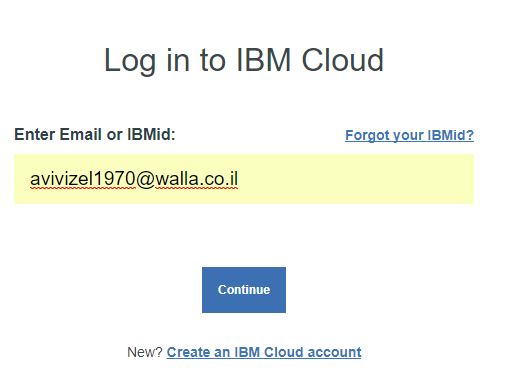 Log in to IBM Cloud
Enter Email or IBMid: Forgot your IBMid?
avivizel1970@walla.co.il
Continue
New? Create an IBM Cloud account